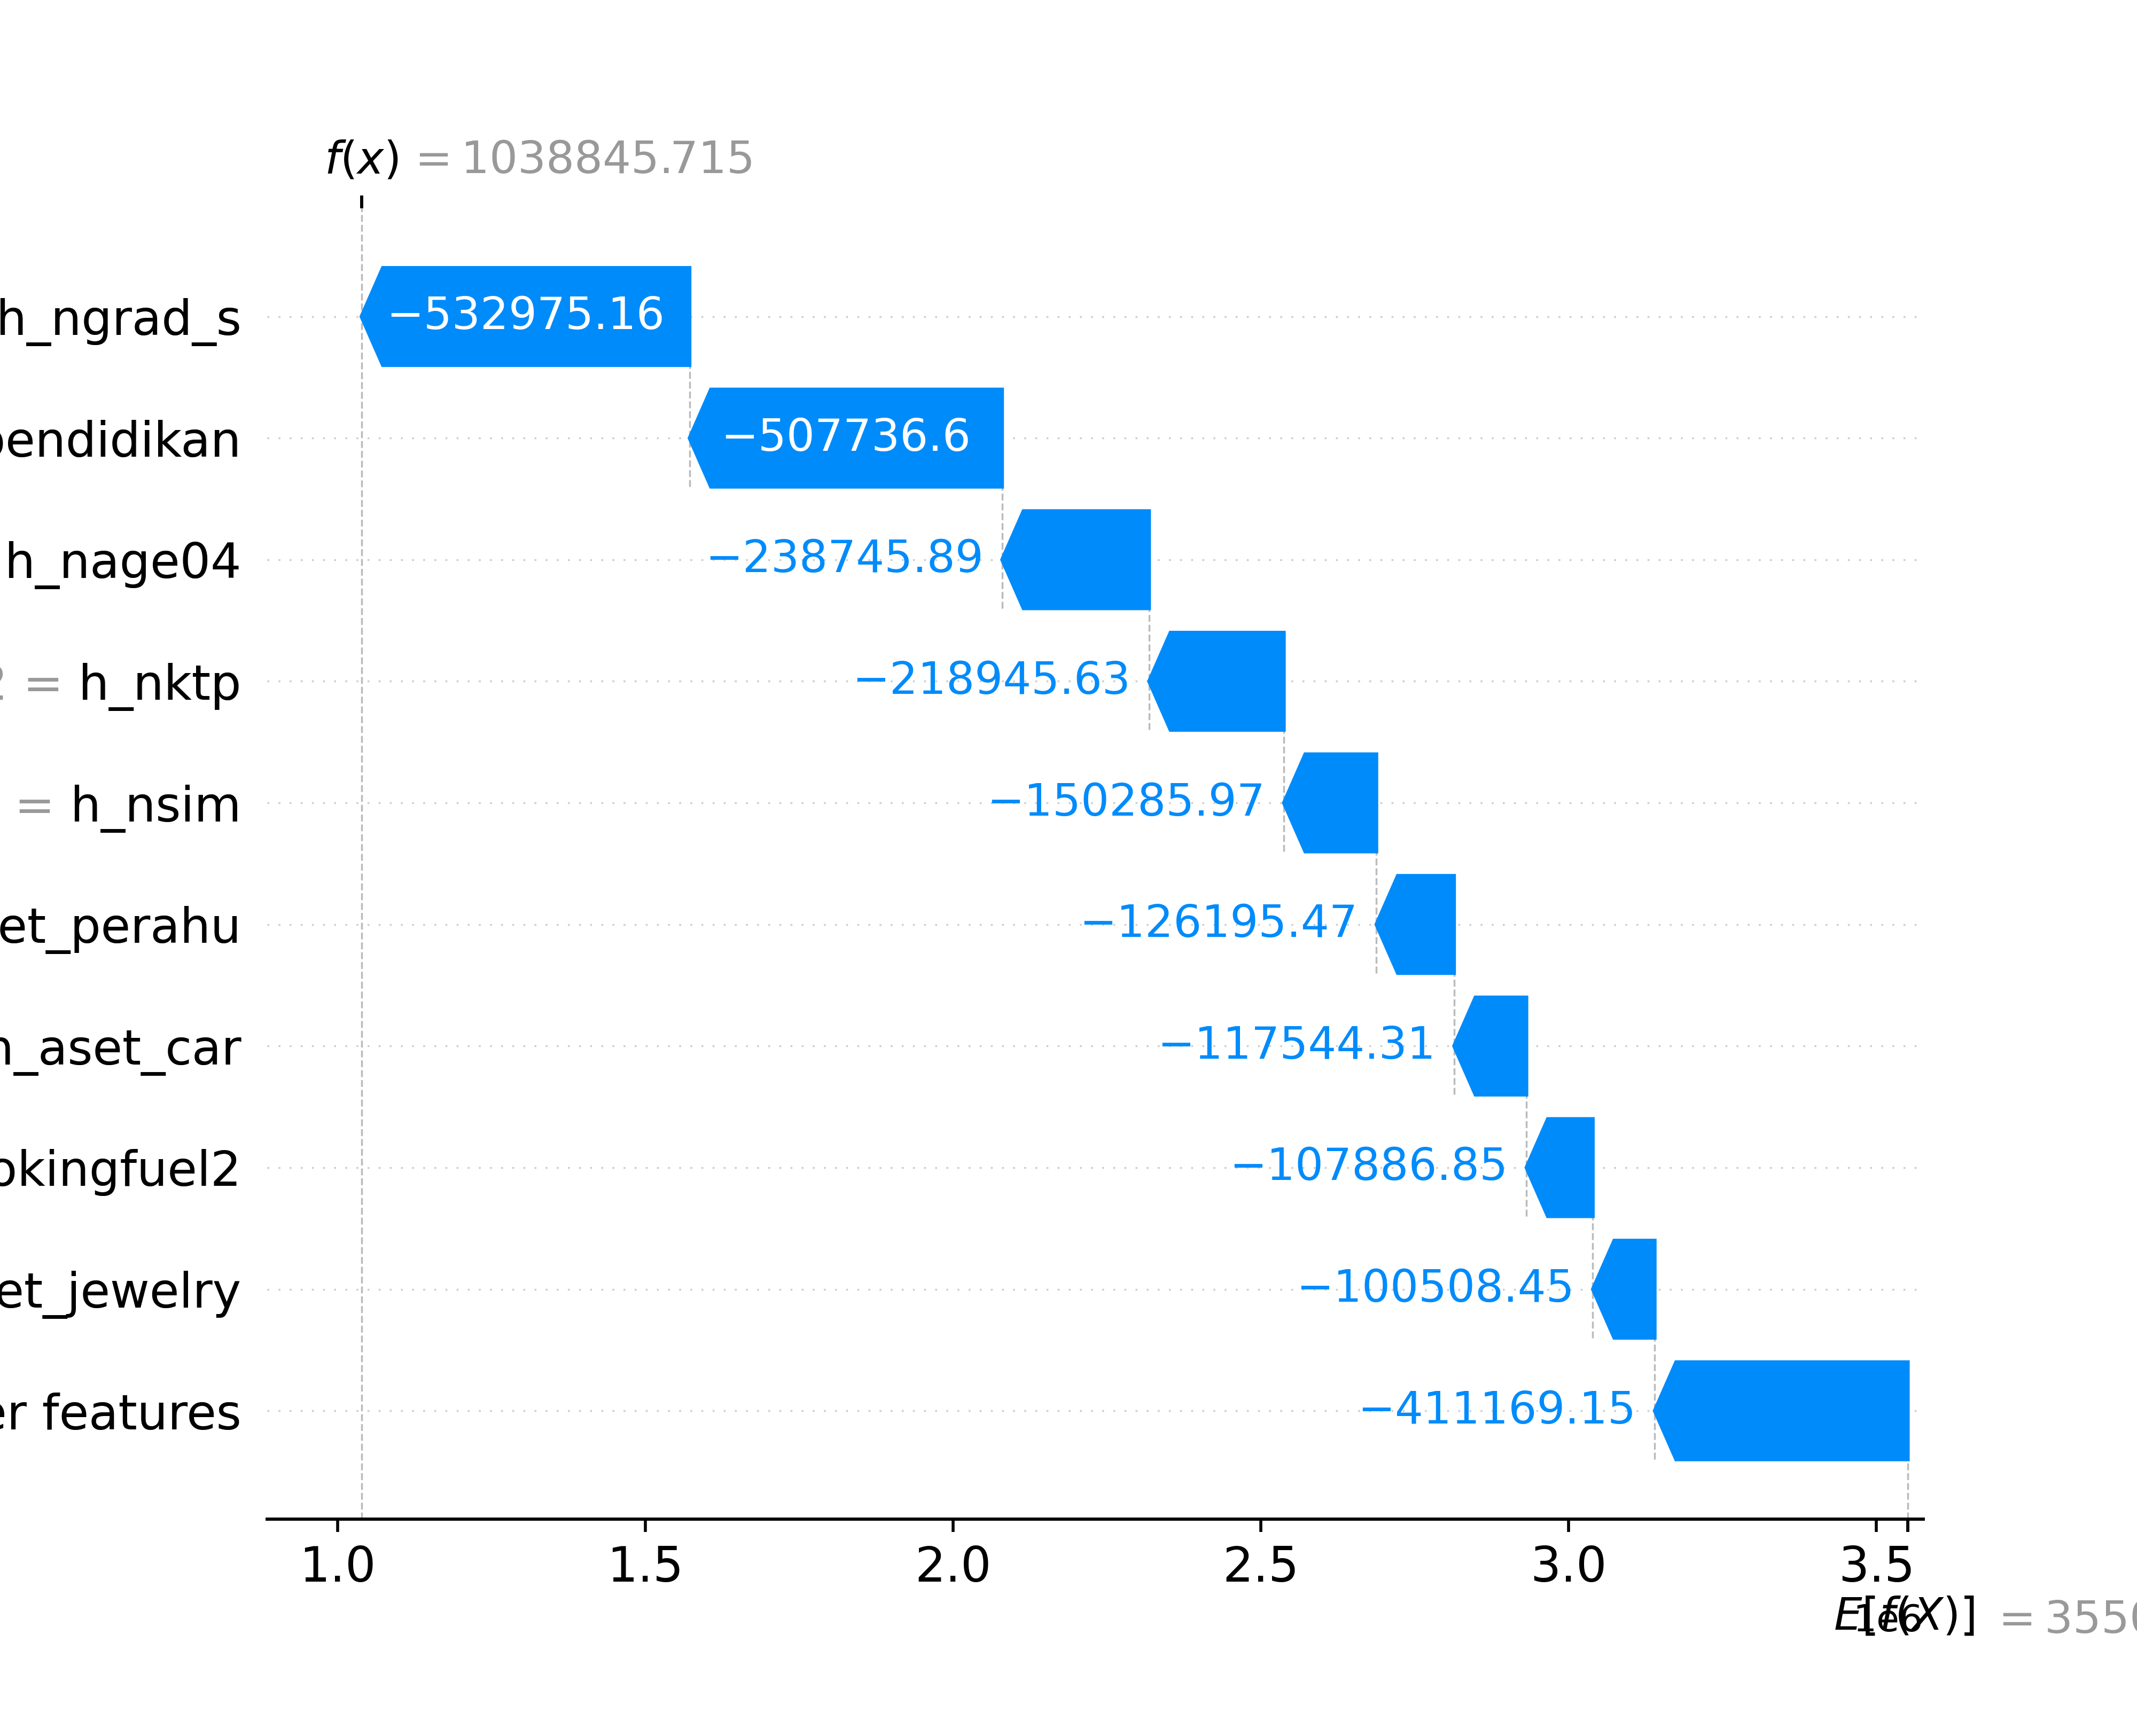 f(x) = 1038845.715
h_ngrad_s −532975.16
pendidikan −507736.6
h_nage04 −238745.89
= h_nktp −218945.63
= h_nsim −150285.97
et_perahu −126195.47
h_aset_car −117544.31
okingfuel2 −107886.85
et_jewelry −100508.45
er features −411169.15
1.0 1.5 2.0 2.5 3.0 3.5
1e6
E[f(X)] = 3550